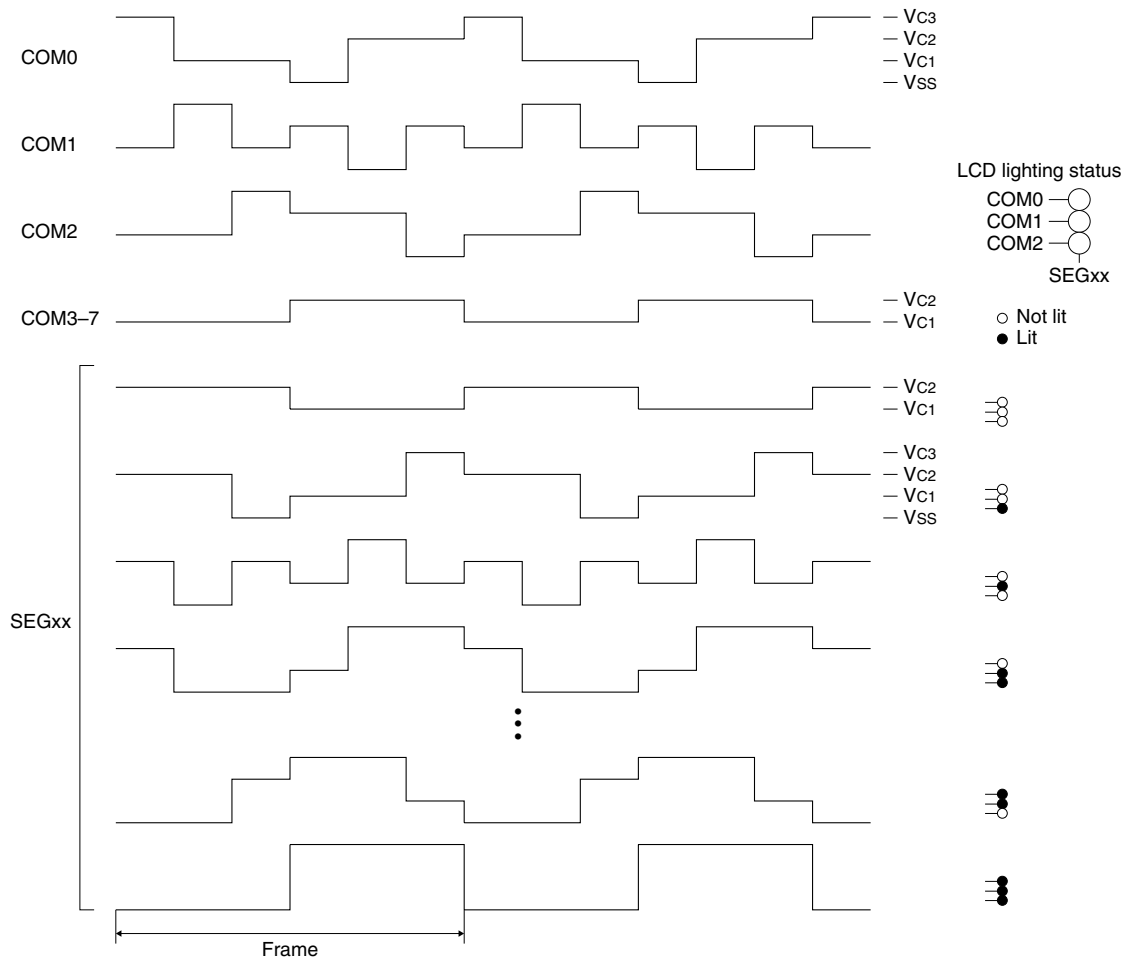 VC3
COM0
VC2
VC1
VSS
COM1
LCD lighting status
COM0
COM1
COM2
SEGxx
COM2
COM3–7
VC2
VC1
Not lit
Lit
VC2
VC1
VC3
VC2
VC1
VSS
SEGxx
Frame